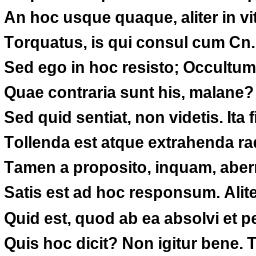 An hoc usque quaque, aliter in vit
Torquatus, is qui consul cum Cn.
Sed ego in hoc resisto; Occultum
Quae contraria sunt his, malane?
Sed quid sentiat, non videtis. Ita fi
Tollenda est atque extrahenda rad
Tamen a proposito, inquam, aberr
Satis est ad hoc responsum. Alite
Quid est, quod ab ea absolvi et pe
Quis hoc dicit? Non igitur bene. T